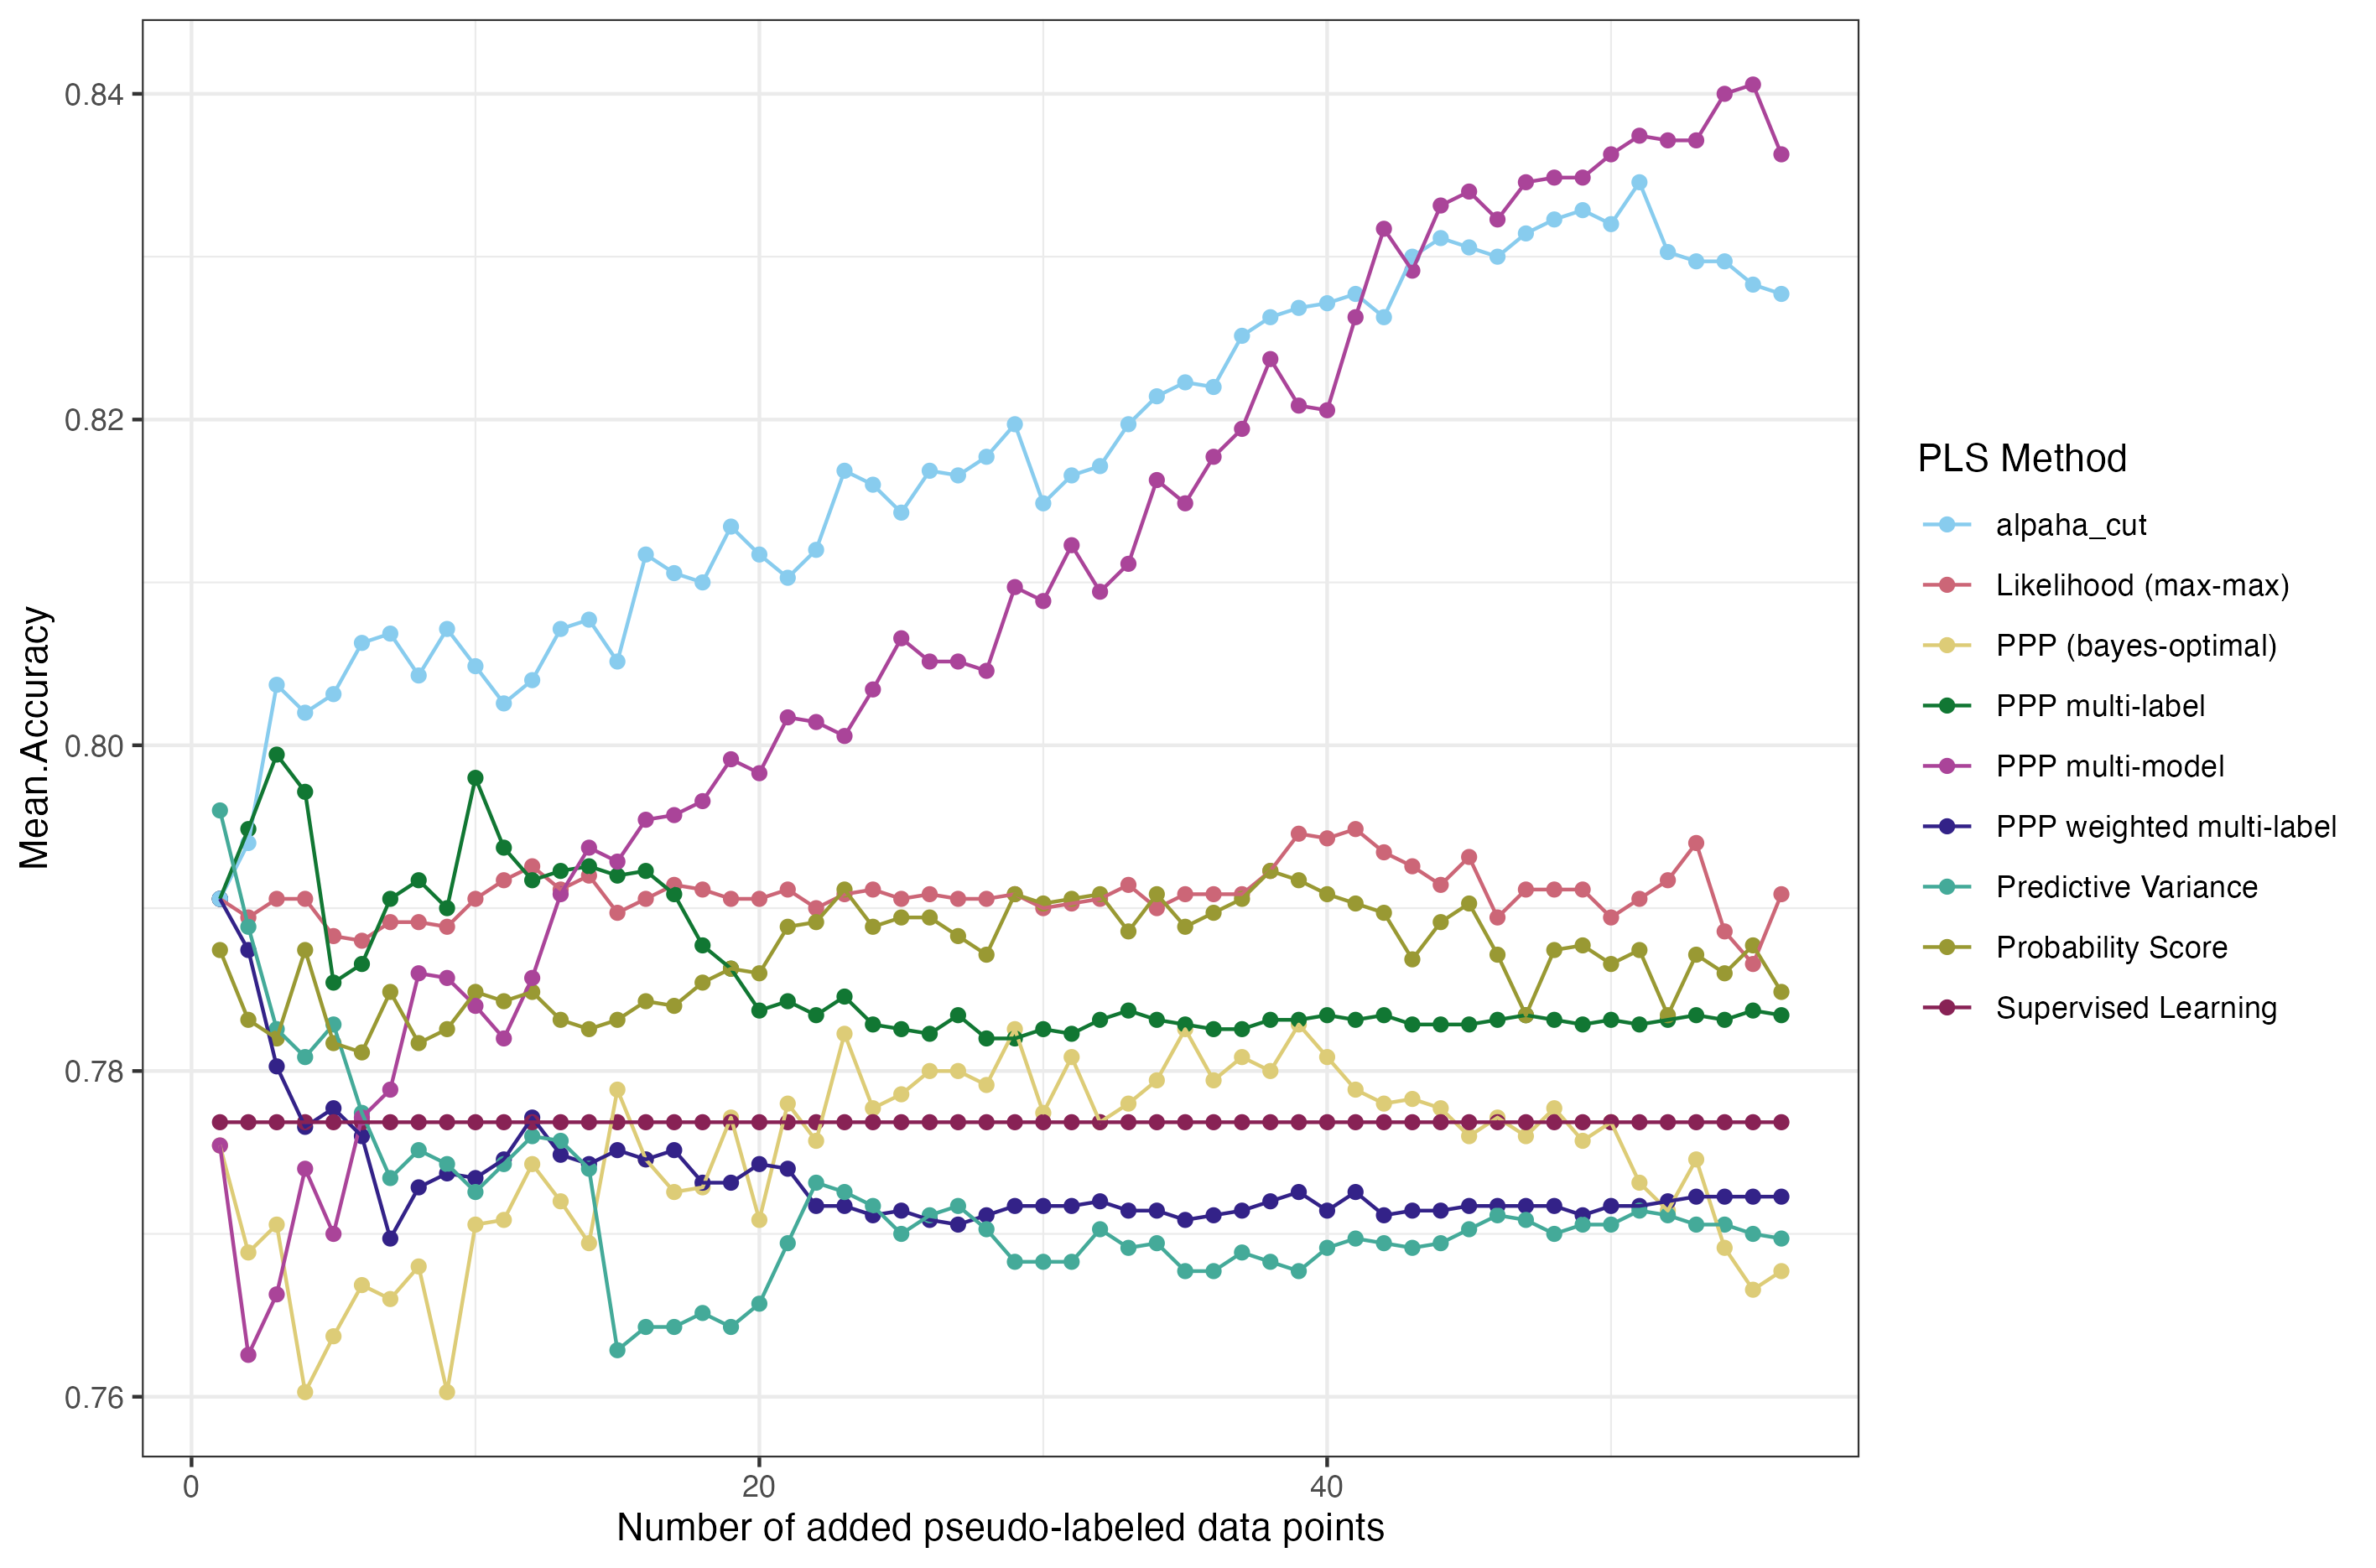 0.84
0.82
0.80
0.78
0.76
Mean.Accuracy
0
20
40
Number of added pseudo-labeled data points
PLS Method
alpaha_cut
Likelihood (max-max)
PPP (bayes-optimal)
PPP multi-label
PPP multi-model
PPP weighted multi-label
Predictive Variance
Probability Score
Supervised Learning